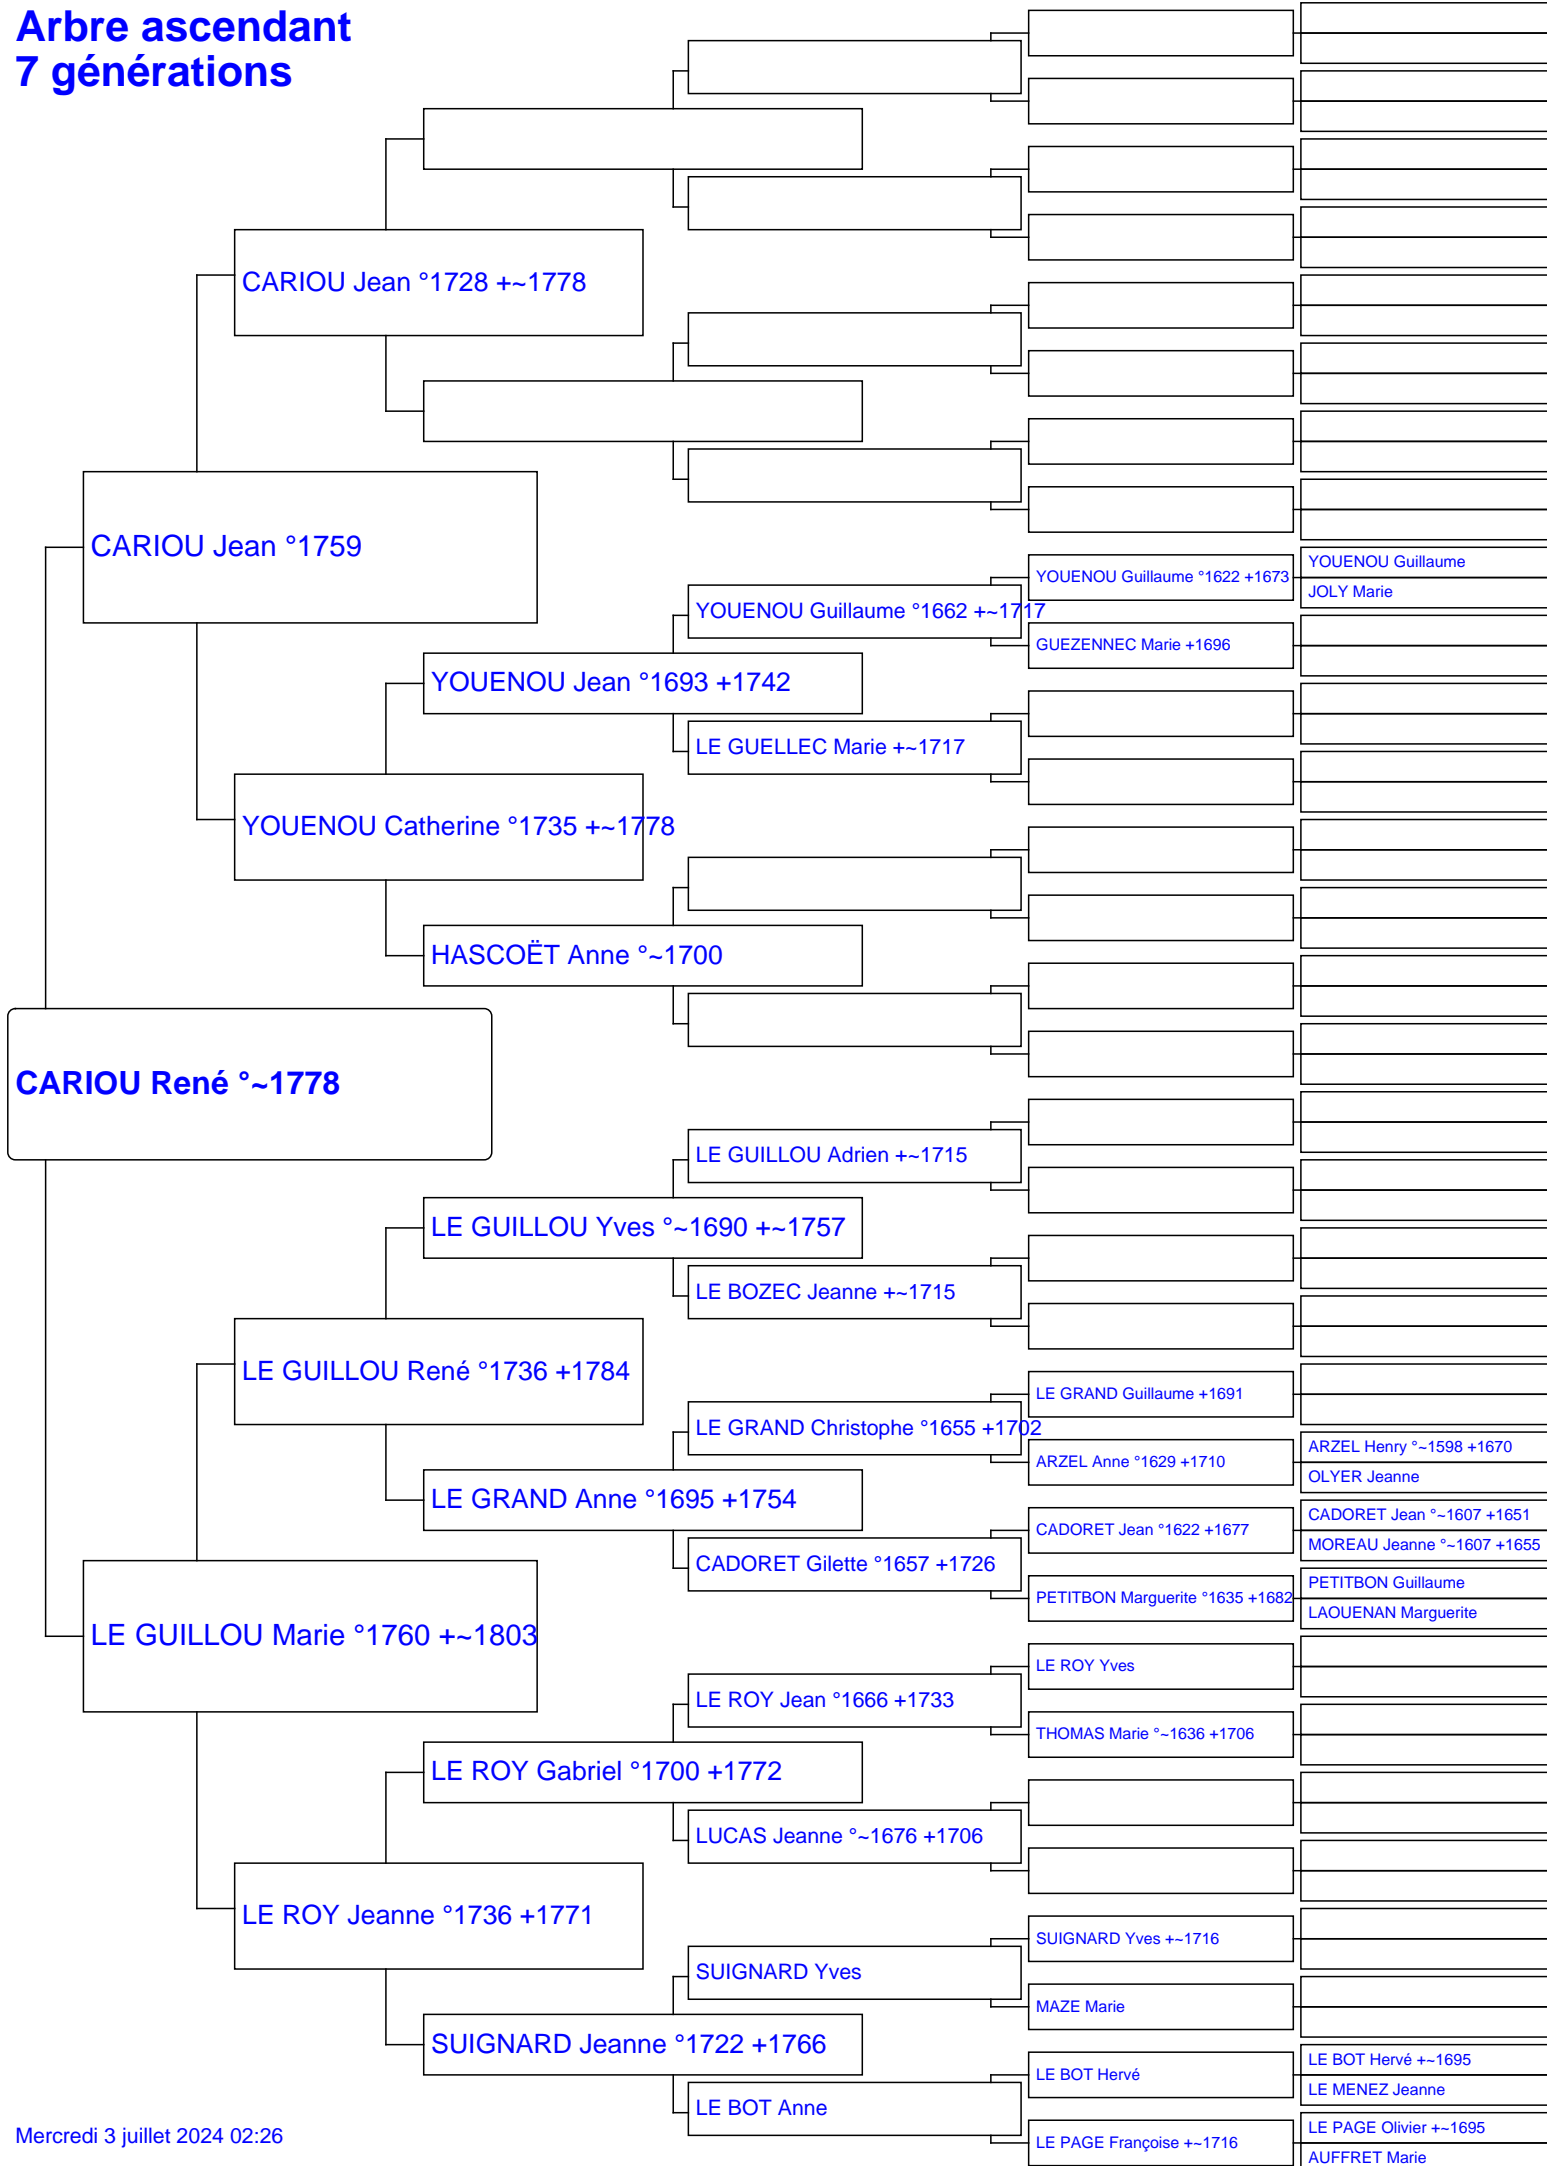 Arbre ascendant
7 générations
CARIOU Jean °1728 +~1778
CARIOU Jean °1759
YOUENOU Guillaume °1622 +1673
YOUENOU Guillaume
JOLY Marie
YOUENOU Guillaume °1662 +~1717
GUEZENNEC Marie +1696
YOUENOU Jean °1693 +1742
LE GUELLEC Marie +~1717
YOUENOU Catherine °1735 +~1778
HASCOËT Anne °~1700
CARIOU René °~1778
LE GUILLOU Adrien +~1715
LE GUILLOU Yves °~1690 +~1757
LE BOZEC Jeanne +~1715
LE GUILLOU René °1736 +1784
LE GRAND Guillaume +1691
LE GRAND Christophe °1655 +1702
ARZEL Anne °1629 +1710
ARZEL Henry °~1598 +1670
OLYER Jeanne
LE GRAND Anne °1695 +1754
CADORET Jean °1622 +1677
CADORET Jean °~1607 +1651
MOREAU Jeanne °~1607 +1655
CADORET Gilette °1657 +1726
PETITBON Marguerite °1635 +1682
PETITBON Guillaume
LAOUENAN Marguerite
LE GUILLOU Marie °1760 +~1803
LE ROY Yves
LE ROY Jean °1666 +1733
THOMAS Marie °~1636 +1706
LE ROY Gabriel °1700 +1772
LUCAS Jeanne °~1676 +1706
LE ROY Jeanne °1736 +1771
SUIGNARD Yves +~1716
SUIGNARD Yves
MAZE Marie
SUIGNARD Jeanne °1722 +1766
LE BOT Hervé
LE BOT Hervé +~1695
LE MENEZ Jeanne
LE BOT Anne
LE PAGE Françoise +~1716
LE PAGE Olivier +~1695
AUFFRET Marie
Mercredi 3 juillet 2024 02:26